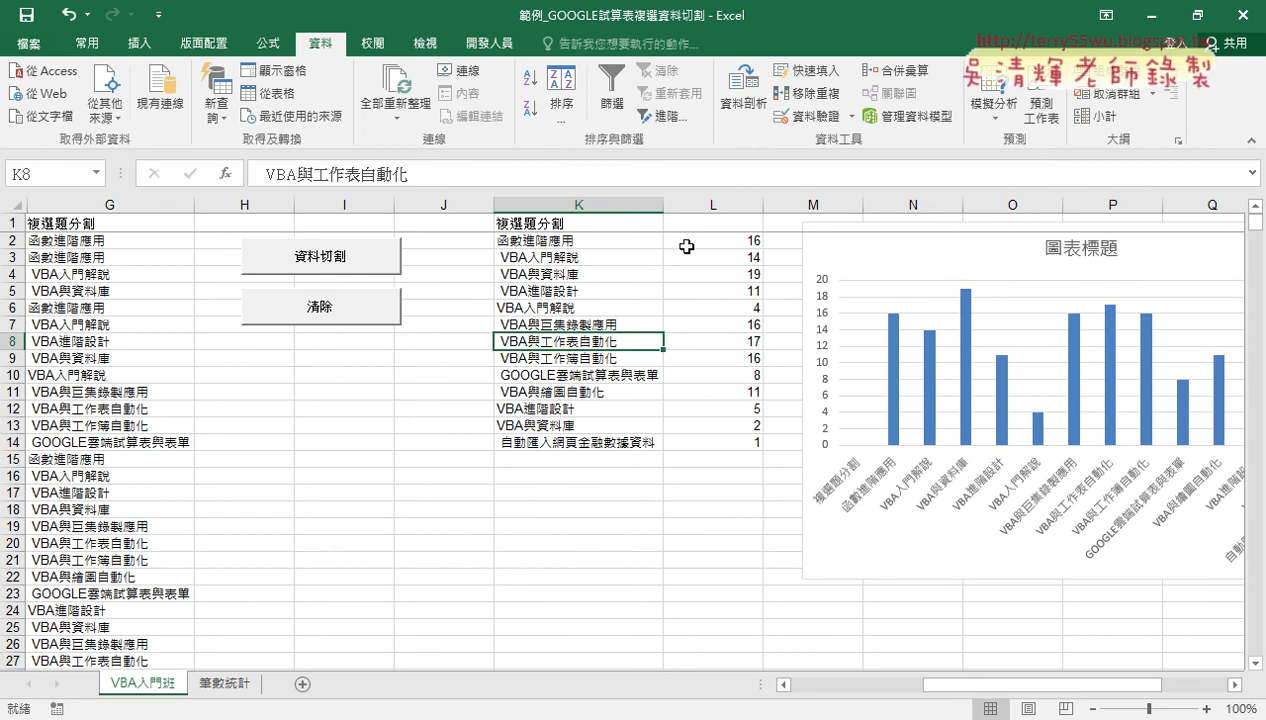 範例_GOOGLE試算表複選資料切割 - Excel
檔案 常用 插入 版面配置 公式 資料 校閱 檢視 開發人員 告訴我您想要執行的動作... 登入 共用
http://terry55wu.blogspot.tw
吳清輝老師錄製
從 Access 從 Web 從文字檔 從其他來源 現有連線 取得外部資料
新查詢 顯示查詢 從表格 最近使用的來源 取得及轉換
全部重新整理 連線 內容 編輯連結 連線
排序... 篩選 清除 重新套用 進階... 排序與篩選
資料剖析 快速填入 移除重複 資料驗證 合併彙算 關聯圖 管理資料模型 資料工具
模擬分析 預測工作表 預測
取消群組 小計 大綱
K8 fx VBA與工作表自動化
G H I J K L M N O P Q
1 複選題分割 複選題分割
2 函數進階應用 函數進階應用 16
3 函數進階應用 VBA入門解說 14
4 VBA入門解說 VBA與資料庫 19
5 VBA與資料庫 VBA進階設計 11
6 函數進階應用 VBA入門解說 4
7 VBA入門解說 VBA與巨集錄製應用 16
8 VBA進階設計 VBA與工作表自動化 17
9 VBA與資料庫 VBA與工作簿自動化 16
10 VBA入門解說 GOOGLE雲端試算表與表單 8
11 VBA與巨集錄製應用 VBA與繪圖自動化 11
12 VBA與工作表自動化 VBA進階設計 5
13 VBA與工作簿自動化 VBA與資料庫 2
14 GOOGLE雲端試算表與表單 自動匯入網頁金融數據資料 1
15 函數進階應用
16 VBA入門解說
17 VBA進階設計
18 VBA與資料庫
19 VBA與巨集錄製應用
20 VBA與工作表自動化
21 VBA與工作簿自動化
22 VBA與繪圖自動化
23 GOOGLE雲端試算表與表單
24 VBA進階設計
25 VBA與資料庫
26 VBA與巨集錄製應用
27 VBA與工作表自動化
資料切割
清除
圖表標題
20
18
16
14
12
10
8
6
4
2
0
複選題分割
函數進階應用
VBA入門解說
VBA與資料庫
VBA進階設計
VBA入門解說
VBA與巨集錄製應用
VBA與工作表自動化
VBA與工作簿自動化
GOOGLE雲端試算表與表單
VBA與繪圖自動化
VBA入門班 筆數統計
就緒 100%